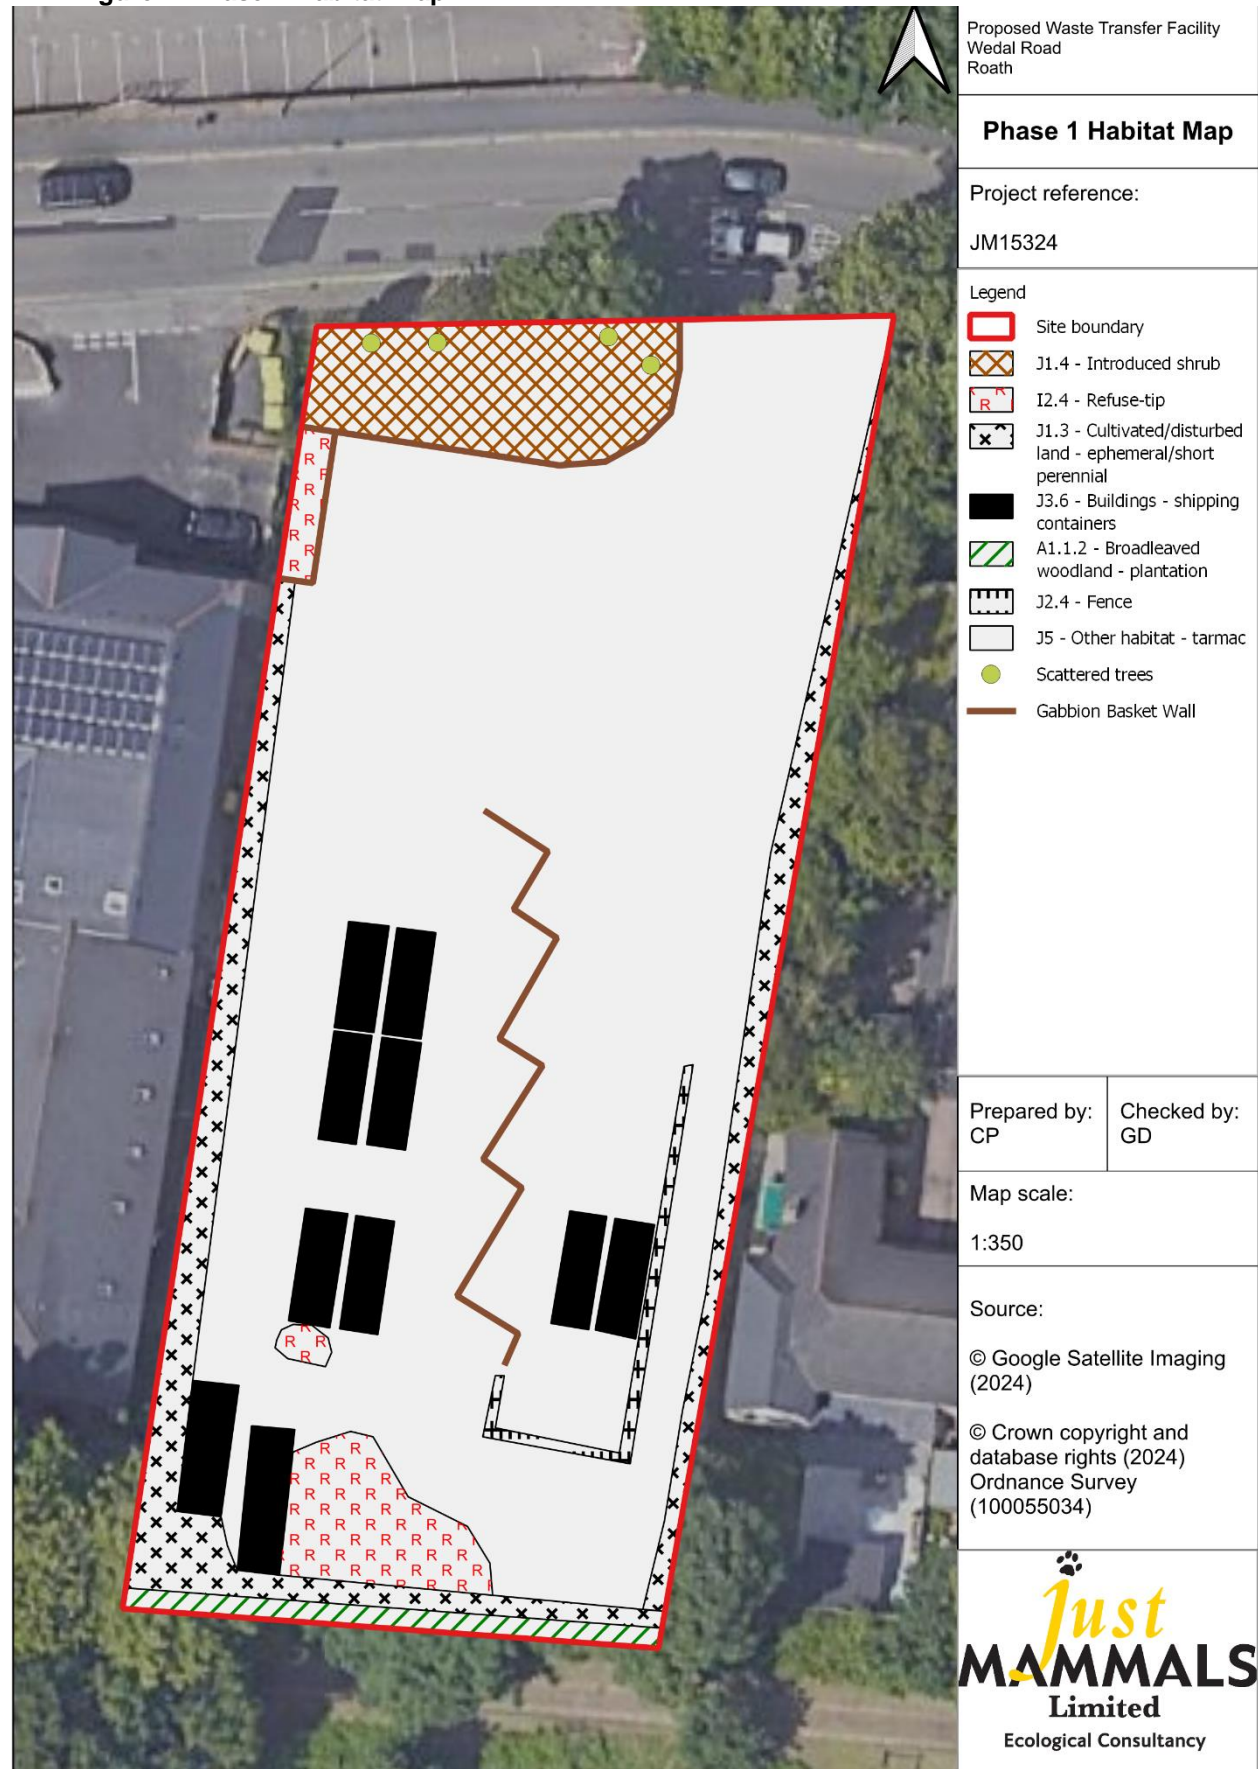 Proposed Waste Transfer Facility
Wedal Road
Roath
Phase 1 Habitat Map
Project reference:
JM15324
Legend
Site boundary
J1.4 - Introduced shrub
I2.4 - Refuse-tip
J1.3 - Cultivated/disturbed
land - ephemeral/short
perennial
J3.6 - Buildings - shipping
containers
A1.1.2 - Broadleaved
woodland - plantation
J2.4 - Fence
J5 - Other habitat - tarmac
Scattered trees
Gabbion Basket Wall
Prepared by:
CP
Checked by:
GD
Map scale:
1:350
Source:
© Google Satellite Imaging
(2024)
© Crown copyright and
database rights (2024)
Ordnance Survey
(100055034)
Just
MAMMALS
Limited
Ecological Consultancy